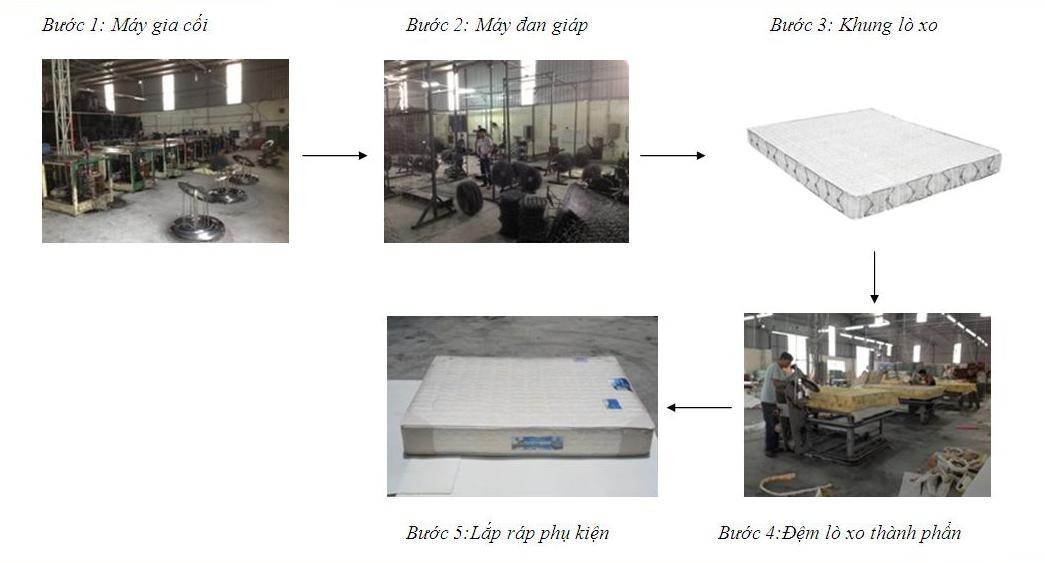 Bước 1: Máy gia cối
Bước 2: Máy đan giáp
Bước 3: Khung lò xo
Bước 5:Lắp ráp phụ kiện
Bước 4:Đệm lò xo thành phẩn